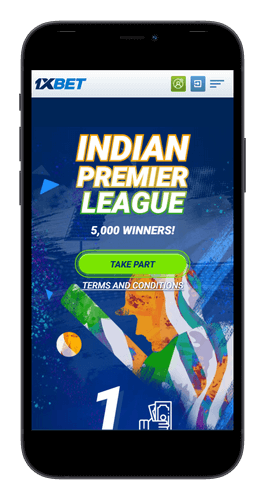 1XBET
INDIAN
PREMIER
LEAGUE
5,000 WINNERS!
TAKE PART
TERMS AND CONDITIONS
1